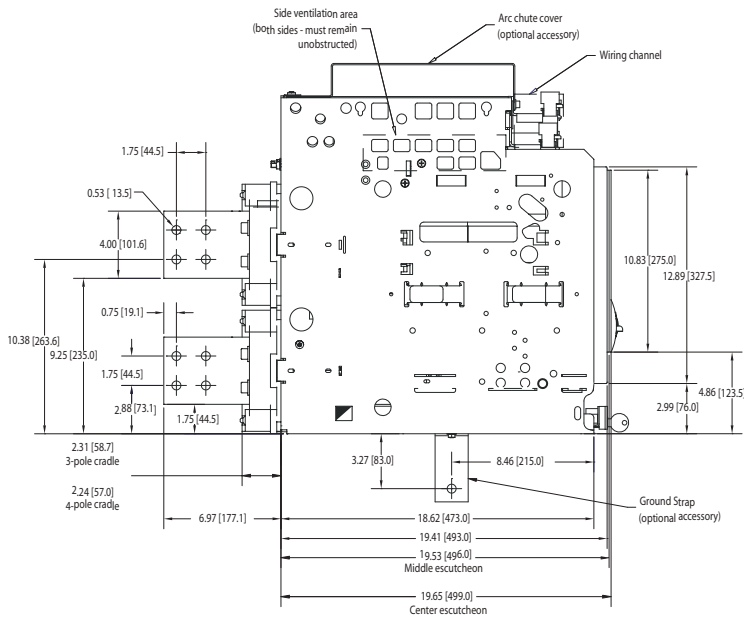 Side ventilation area
(both sides - must remain
unobstructed)
Arc chute cover
(optional accessory)
Wiring channel
1.75 [44.5]
0.53 [ 13.5]
4.00 [101.6]
10.83 [275.0]
12.89 [327.5]
0.75 [19.1]
10.38 [263.6]
9.25 [235.0]
1.75 [44.5]
4.86 [123.5]
2.88 [73.1]
2.99 [76.0]
1.75 [44.5]
2.31 [58.7]
3-pole cradle
3.27 [83.0]
8.46 [215.0]
2.24 [57.0]
4-pole cradle
Ground Strap
(optional accessory)
6.97 [177.1]
18.62 [473.0]
19.41 [493.0]
19.53 [496.0]
Middle escutcheon
19.65 [499.0]
Center escutcheon